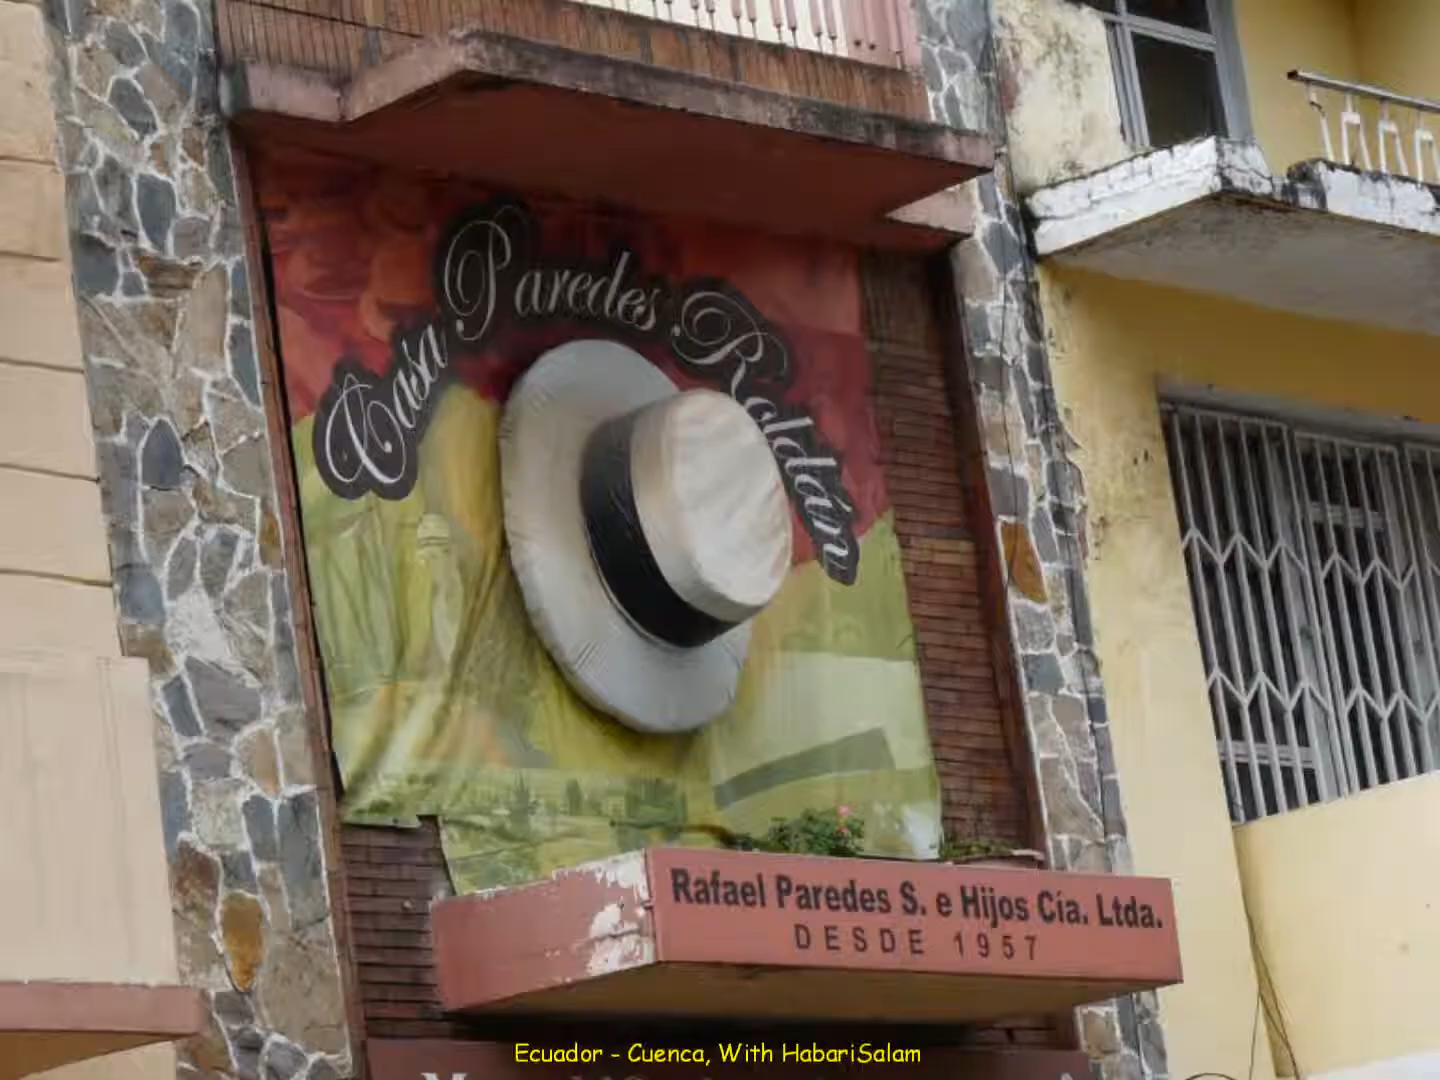 Casa Paredes Roldán
Rafael Paredes S. e Hijos Cía. Ltda.
DESDE 1957
Ecuador - Cuenca, With HabariSalam